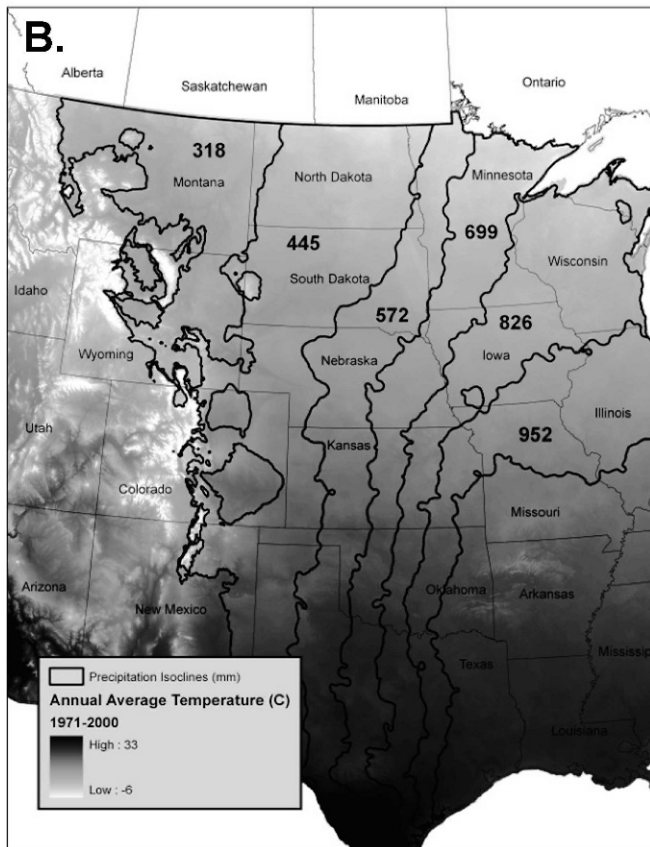 B.
Alberta
Saskatchewan
Manitoba
Ontario
318
Montana
North Dakota
Minnesota
445
699
South Dakota
Wisconsin
Idaho
572
826
Wyoming
Nebraska
Iowa
Utah
Illinois
Kansas
952
Colorado
Missouri
Arizona
New Mexico
Oklahoma
Arkansas
Texas
Mississip
Louisiana
Precipitation Isoclines (mm)
Annual Average Temperature (C)
1971-2000
High : 33
Low : -6